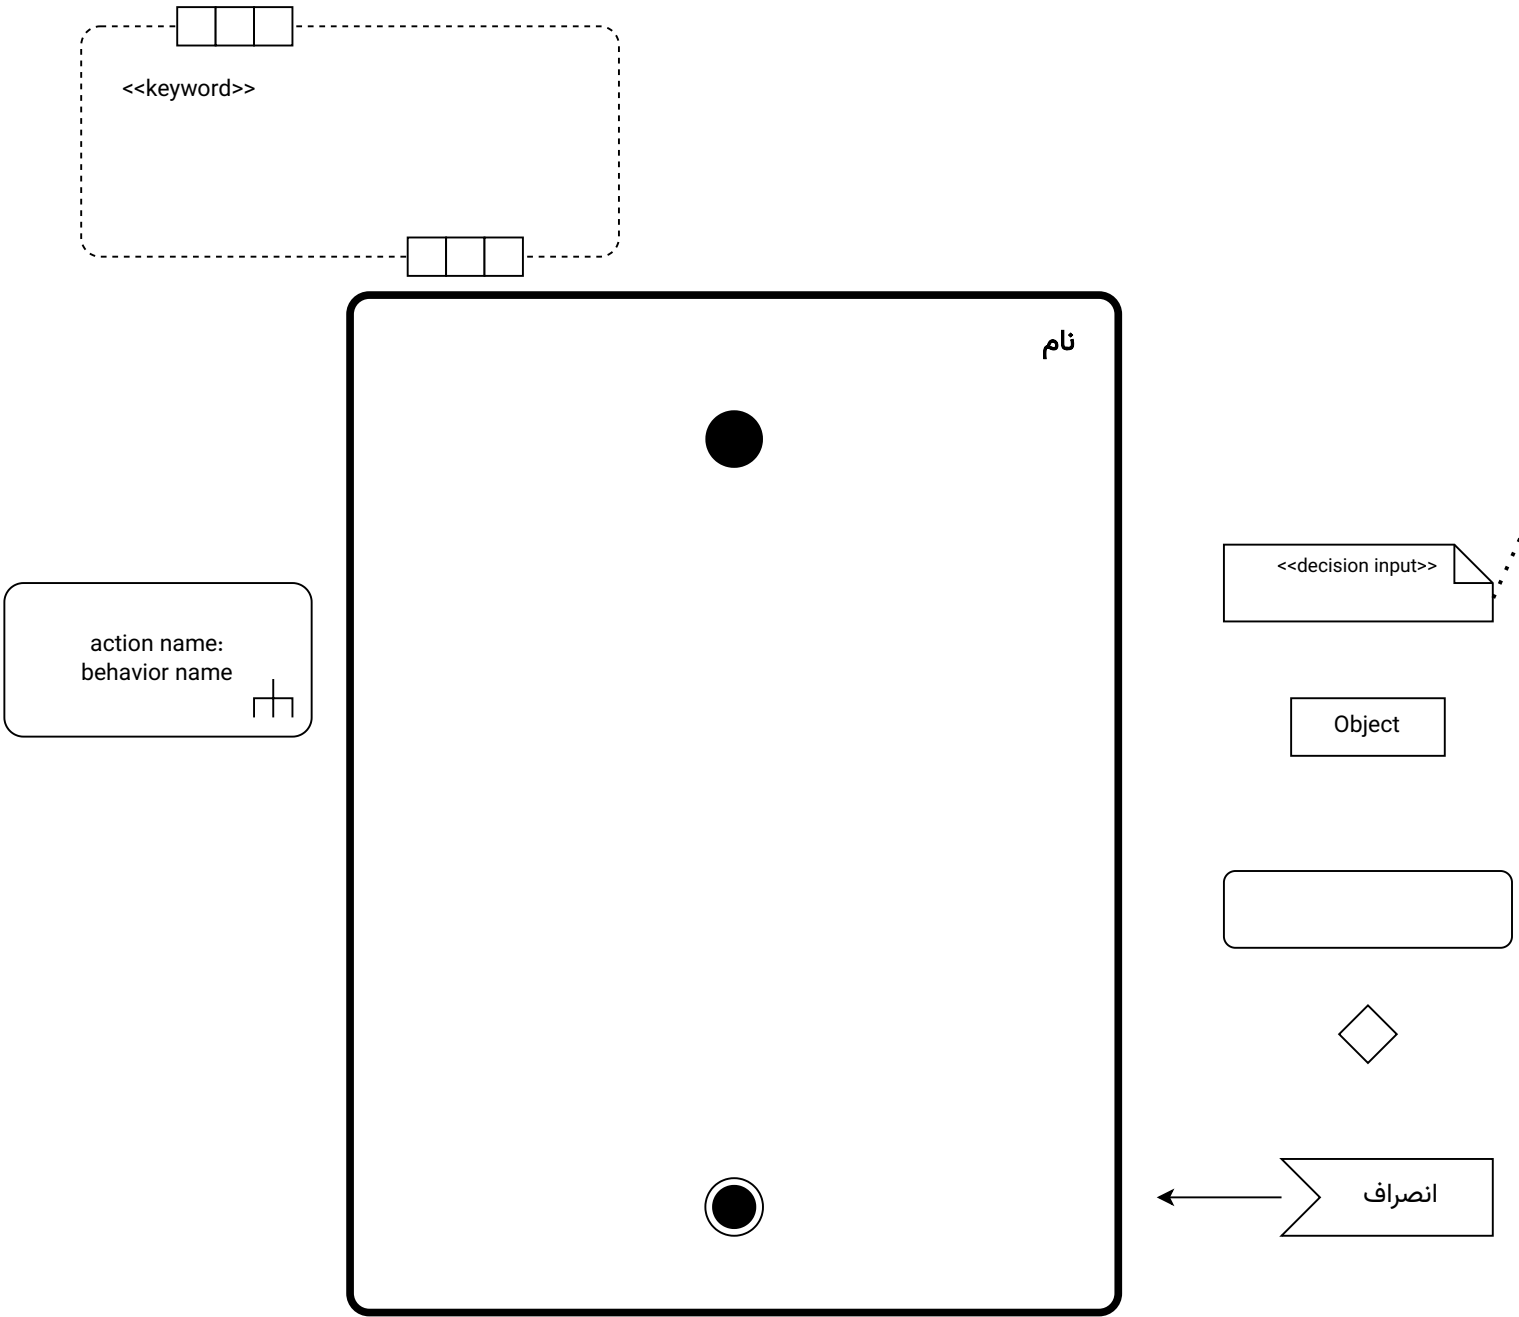 <<keyword>>
نام
<<decision input>>
action name:
behavior name
Object
انصراف